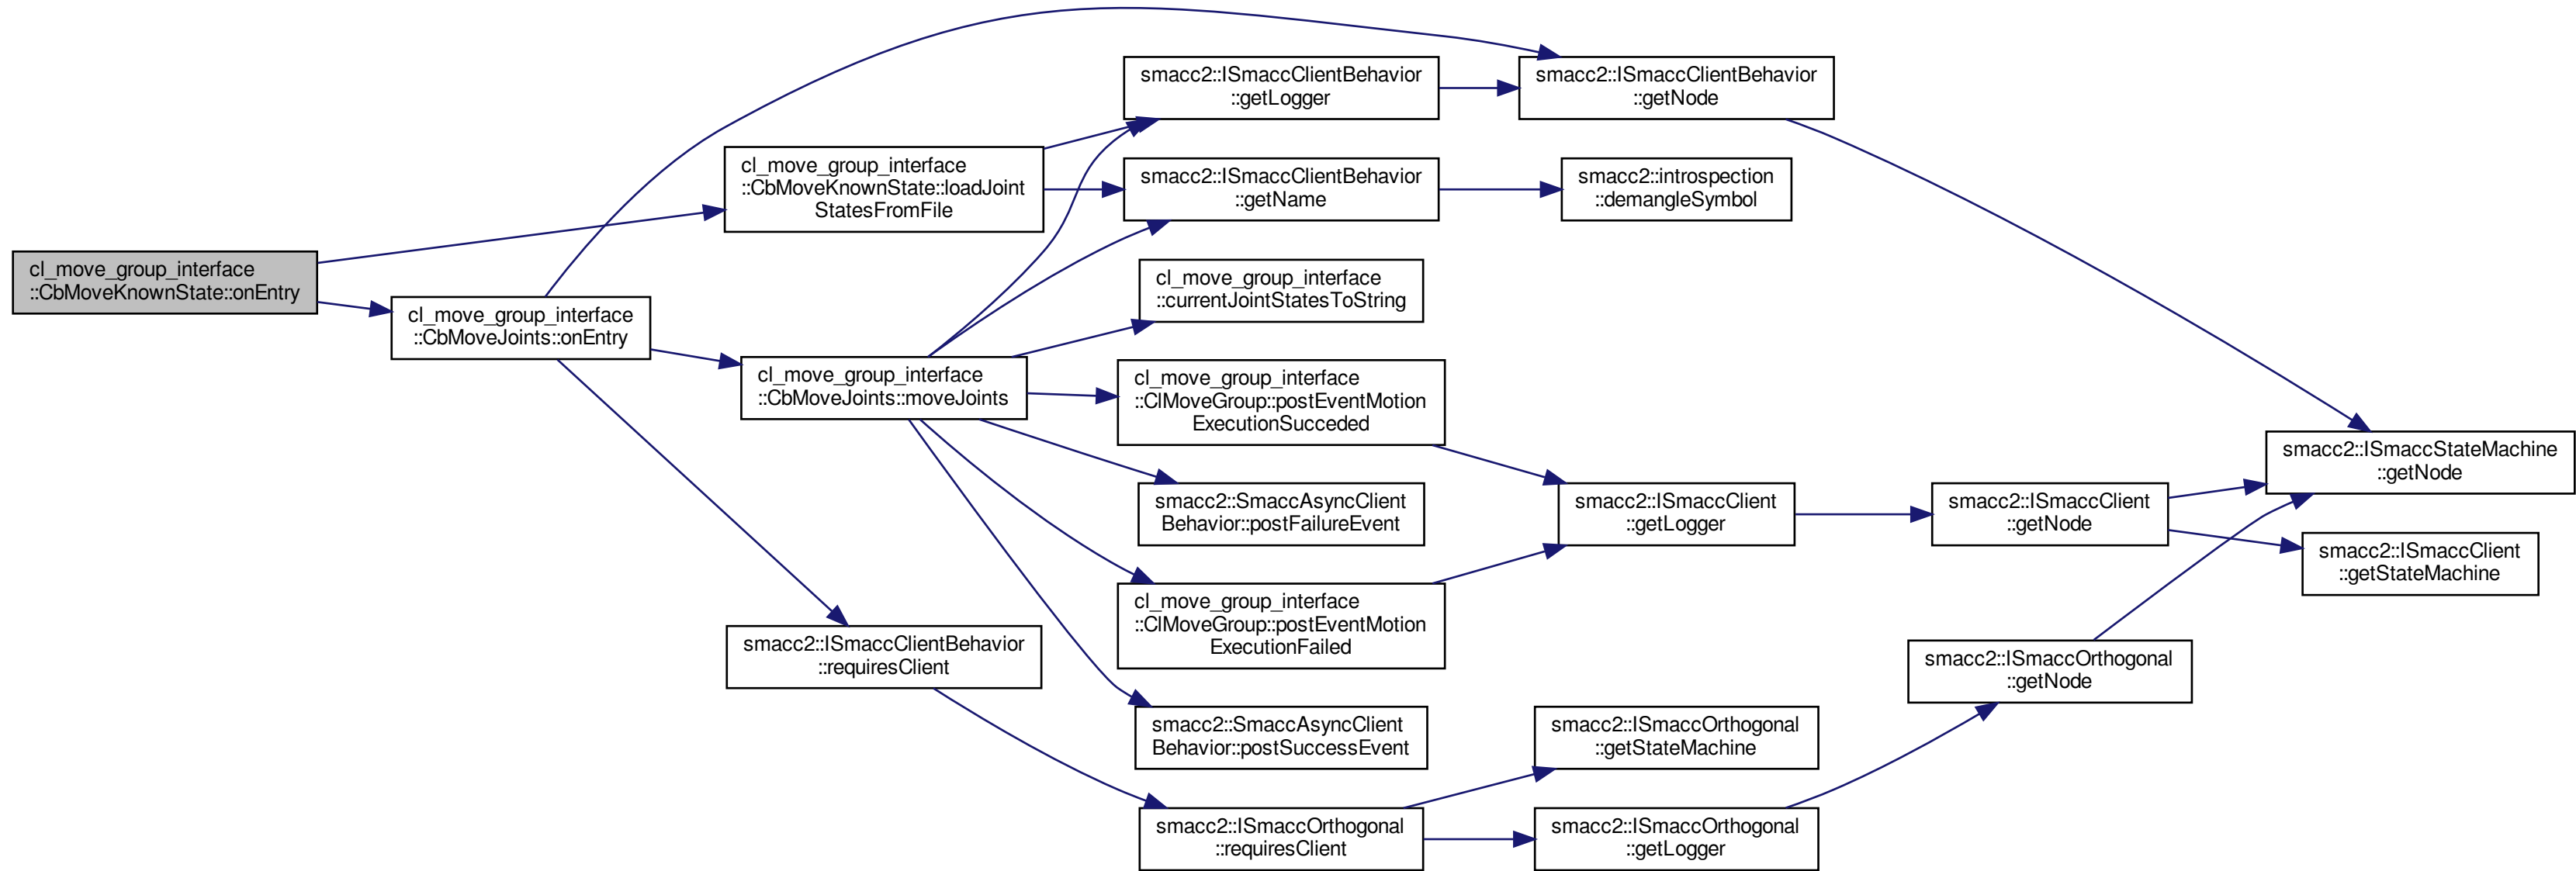 cl_move_group_interface
::CbMoveKnownState::onEntry
cl_move_group_interface
::CbMoveJoints::onEntry
cl_move_group_interface
::CbMoveKnownState::loadJoint
StatesFromFile
cl_move_group_interface
::CbMoveJoints::moveJoints
smacc2::ISmaccClientBehavior
::requiresClient
smacc2::ISmaccClientBehavior
::getLogger
smacc2::ISmaccClientBehavior
::getName
cl_move_group_interface
::currentJointStatesToString
cl_move_group_interface
::ClMoveGroup::postEventMotion
ExecutionSucceded
smacc2::SmaccAsyncClient
Behavior::postFailureEvent
cl_move_group_interface
::ClMoveGroup::postEventMotion
ExecutionFailed
smacc2::SmaccAsyncClient
Behavior::postSuccessEvent
smacc2::ISmaccOrthogonal
::requiresClient
smacc2::ISmaccClientBehavior
::getNode
smacc2::introspection
::demangleSymbol
smacc2::ISmaccClient
::getLogger
smacc2::ISmaccOrthogonal
::getStateMachine
smacc2::ISmaccOrthogonal
::getLogger
smacc2::ISmaccClient
::getNode
smacc2::ISmaccOrthogonal
::getNode
smacc2::ISmaccStateMachine
::getNode
smacc2::ISmaccClient
::getStateMachine